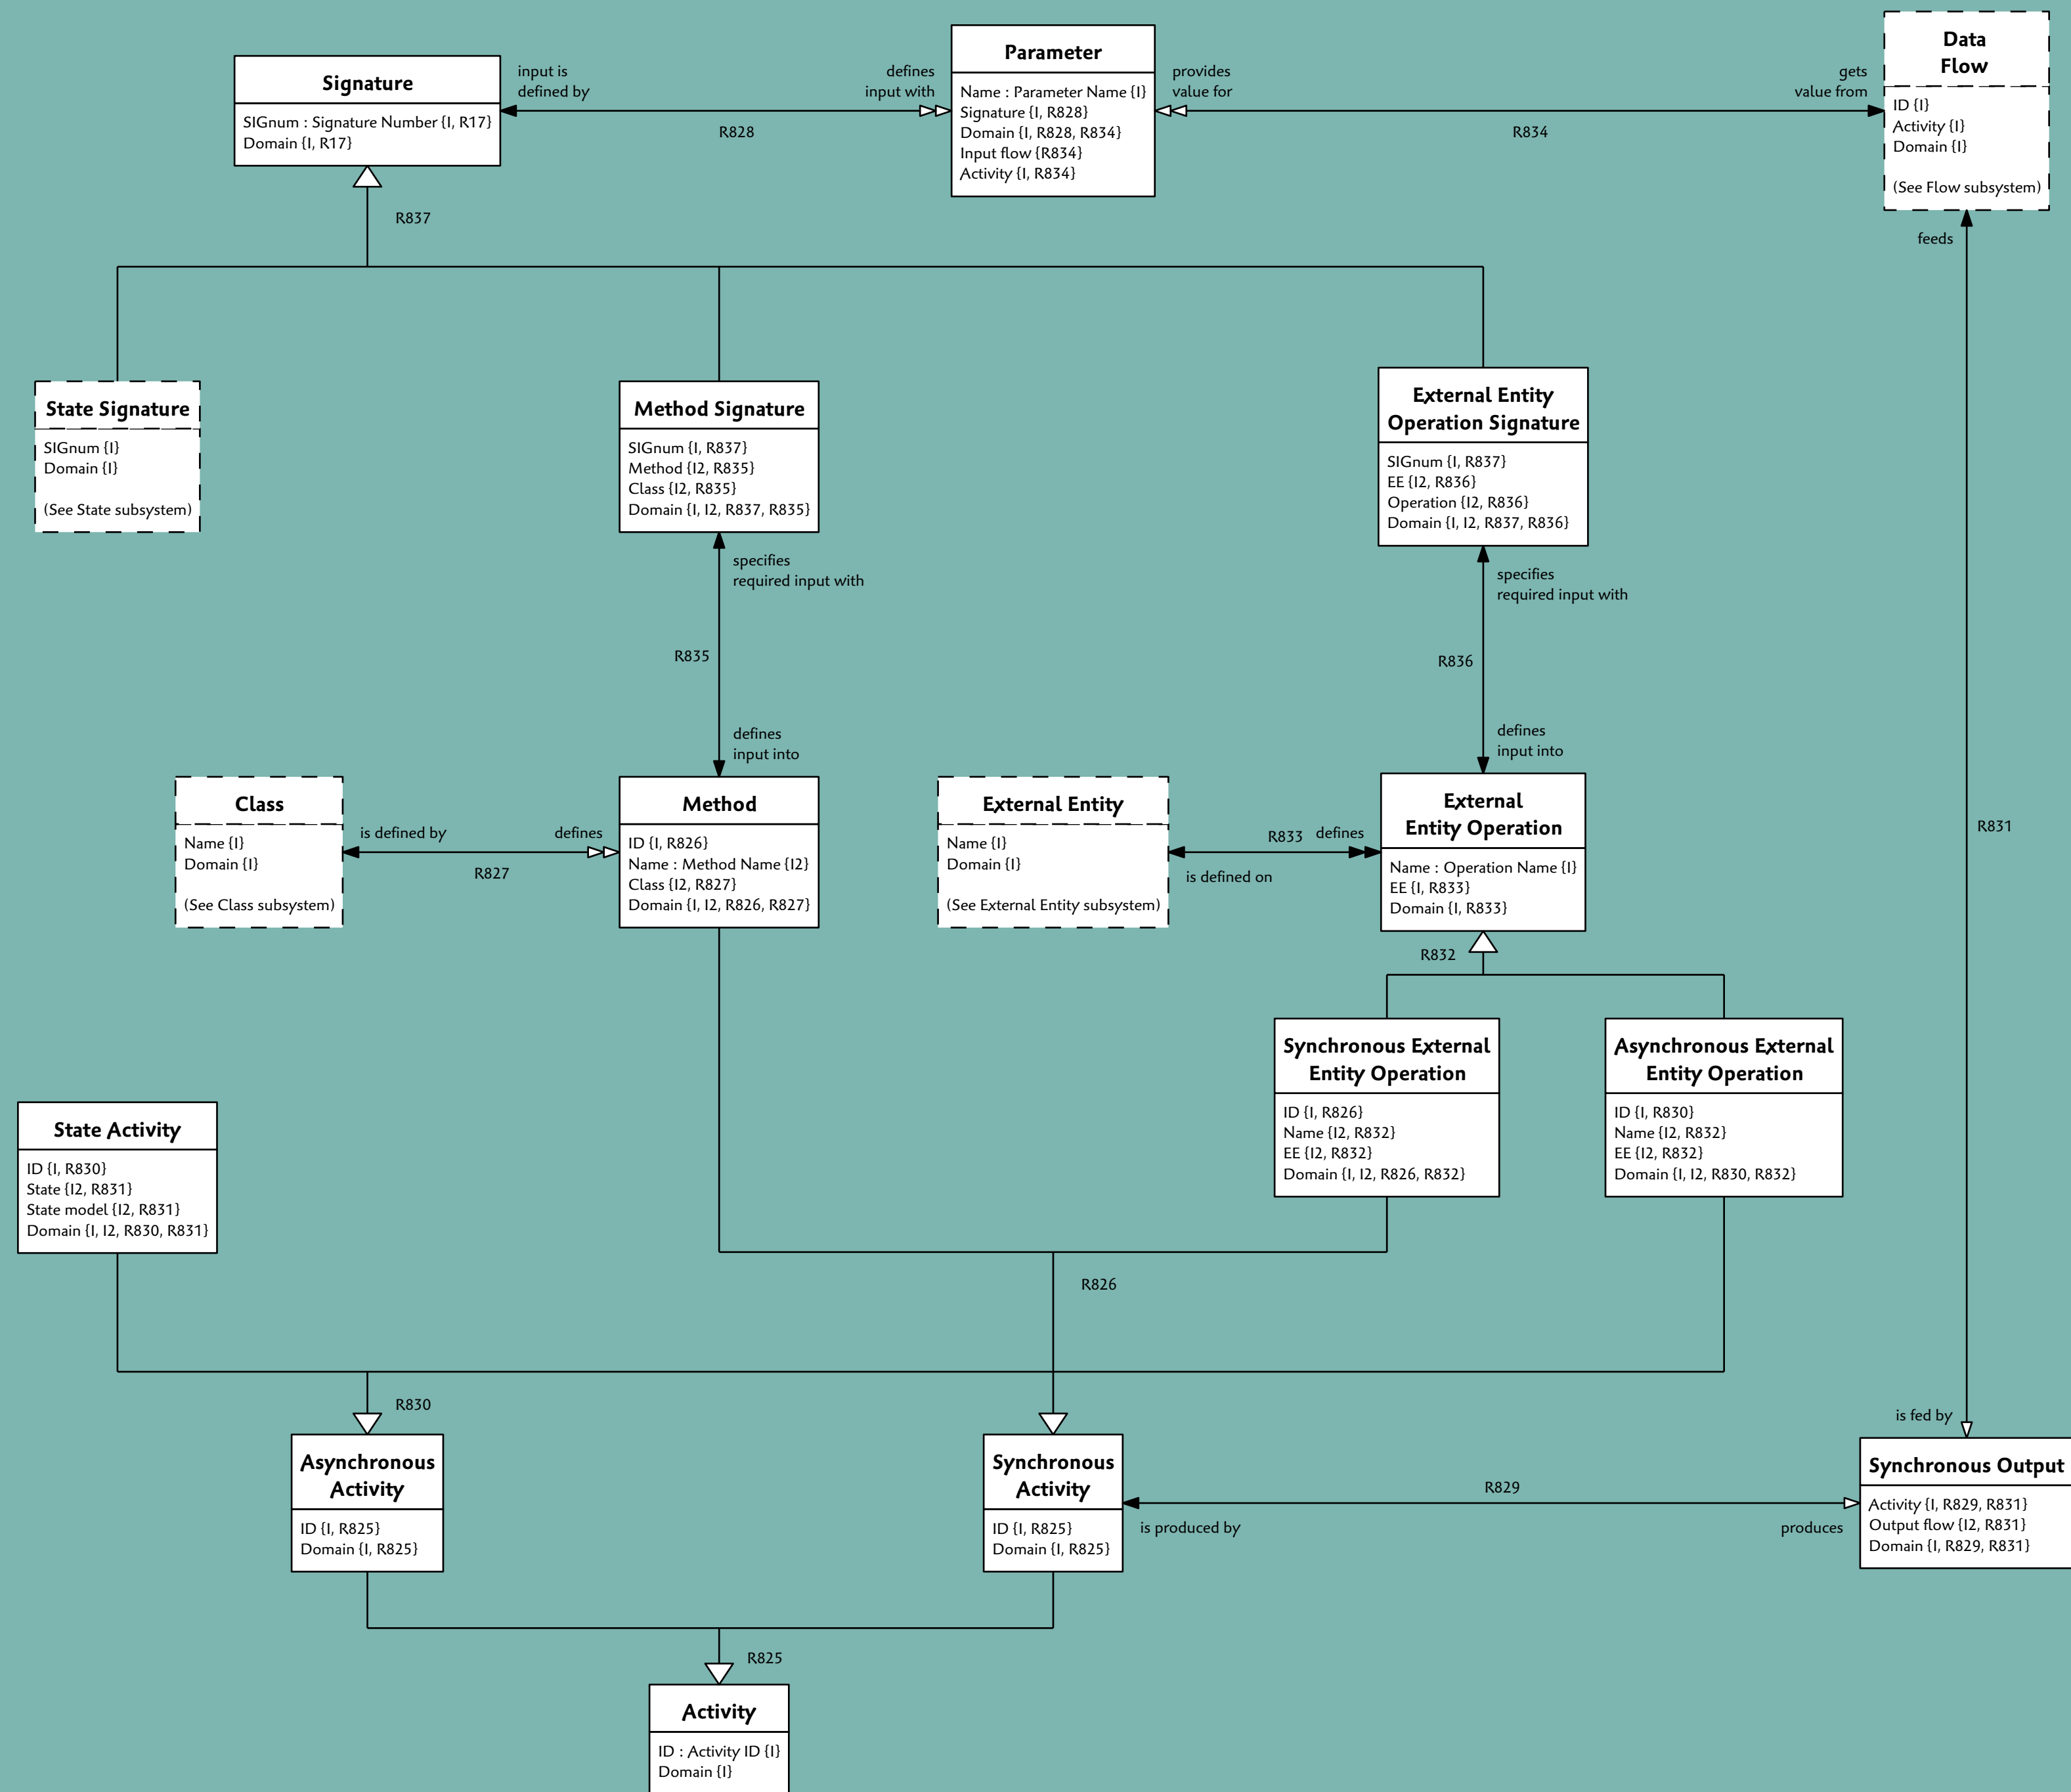 Signature
SIGnum : Signature Number {I, R17}
Domain {I, R17}
input is
defined by
defines
input with
R828
Parameter
Name : Parameter Name {I}
Signature {I, R828}
Domain {I, R828, R834}
Input flow {R834}
Activity {I, R834}
provides
value for
gets
value from
R834
Data
Flow
ID {I}
Activity {I}
Domain {I}
(See Flow subsystem)
R837
feeds
State Signature
SIGnum {I}
Domain {I}
(See State subsystem)
Method Signature
SIGnum {I, R837}
Method {I2, R835}
Class {I2, R835}
Domain {I, I2, R837, R835}
External Entity
Operation Signature
SIGnum {I, R837}
EE {I2, R836}
Operation {I2, R836}
Domain {I, I2, R837, R836}
specifies
required input with
R835
defines
input into
specifies
required input with
R836
defines
input into
Class
Name {I}
Domain {I}
(See Class subsystem)
is defined by
defines
R827
Method
ID {I, R826}
Name : Method Name {I2}
Class {I2, R827}
Domain {I, I2, R826, R827}
External Entity
Name {I}
Domain {I}
(See External Entity subsystem)
R833
defines
is defined on
External
Entity Operation
Name : Operation Name {I}
EE {I, R833}
Domain {I, R833}
R831
R832
Synchronous External
Entity Operation
ID {I, R826}
Name {I2, R832}
EE {I2, R832}
Domain {I, I2, R826, R832}
Asynchronous External
Entity Operation
ID {I, R830}
Name {I2, R832}
EE {I2, R832}
Domain {I, I2, R830, R832}
State Activity
ID {I, R830}
State {I2, R831}
State model {I2, R831}
Domain {I, I2, R830, R831}
R826
R830
Asynchronous
Activity
ID {I, R825}
Domain {I, R825}
Synchronous
Activity
ID {I, R825}
Domain {I, R825}
R829
is produced by
produces
is fed by
Synchronous Output
Activity {I, R829, R831}
Output flow {I2, R831}
Domain {I, R829, R831}
R825
Activity
ID : Activity ID {I}
Domain {I}